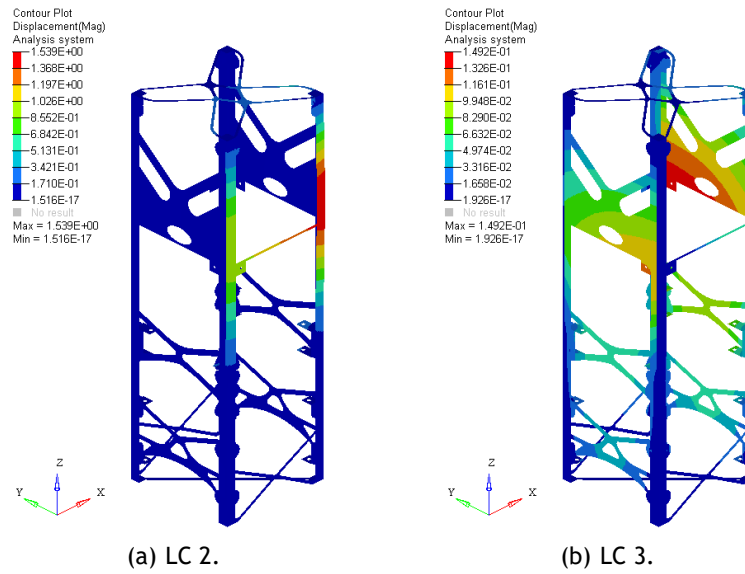 Contour Plot
Displacement(Mag)
Analysis system
1.539E+00
1.368E+00
1.197E+00
1.026E+00
8.552E-01
6.842E-01
5.131E-01
3.421E-01
1.710E-01
1.516E-17
No result
Max = 1.539E+00
Min = 1.516E-17
Z
Y
X
(a) LC 2.
Contour Plot
Displacement(Mag)
Analysis system
1.492E-01
1.326E-01
1.160E-01
9.948E-02
8.290E-02
6.632E-02
4.974E-02
3.316E-02
1.658E-02
1.926E-17
No result
Max = 1.492E-01
Min = 1.926E-17
Z
Y
X
(b) LC 3.